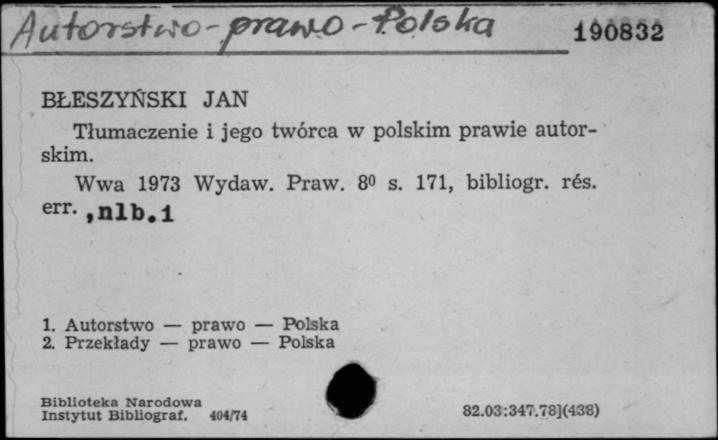 Autorstwo - prawo - Polska
190832
BŁESZYŃSKI JAN
Tłumaczenie i jego twórca w polskim prawie autor-
skim.
Wwa 1973 Wydaw. Praw. 8⁰ s. 171, bibliogr. rés.
err. ,nlb.1
1. Autorstwo — prawo — Polska
2. Przekłady — prawo — Polska
Biblioteka Narodowa
Instytut Bibliograf. 404/74
82.03:347.78](438)